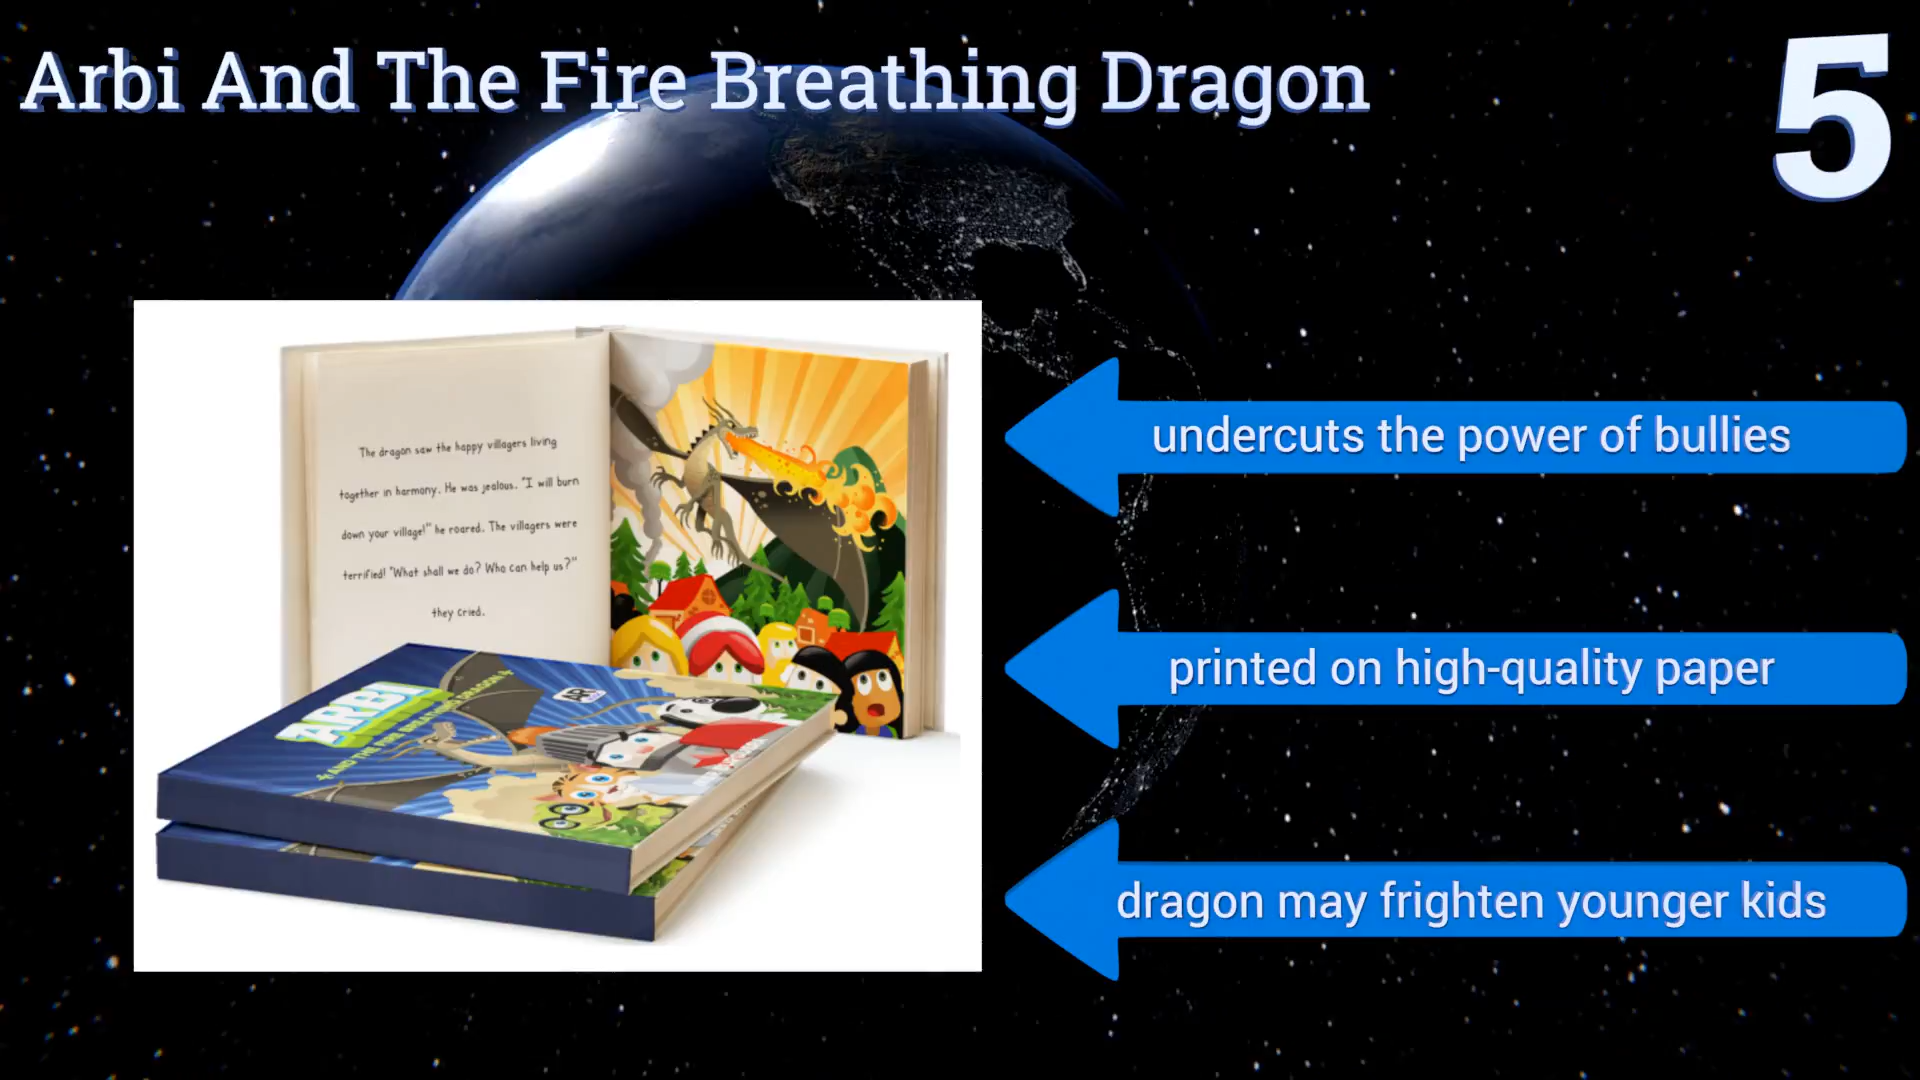 Arbi And The Fire Breathing Dragon
5
The dragon saw the happy villagers living
together in harmony. He was jealous. "I will burn
down your village!" he roared. The villagers were
terrified! "What shall we do? Who can help us?"
they cried.
ARBI
AND THE FIRE BREATHING DRAGON
AR
undercuts the power of bullies
printed on high-quality paper
dragon may frighten younger kids